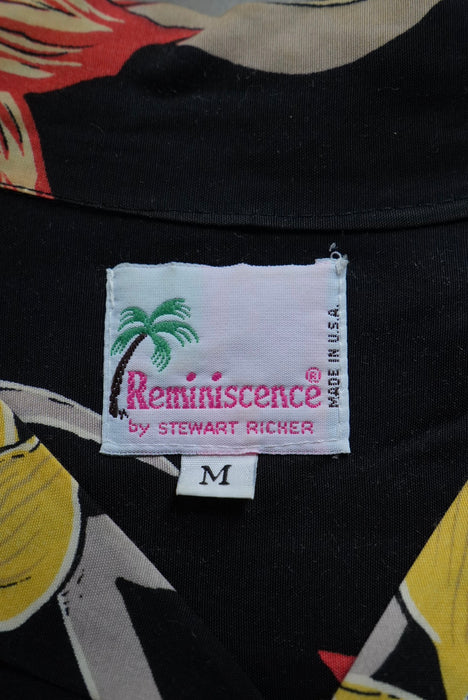 Reminiscence®
by STEWART RICHER
MADE IN U.S.A.
M